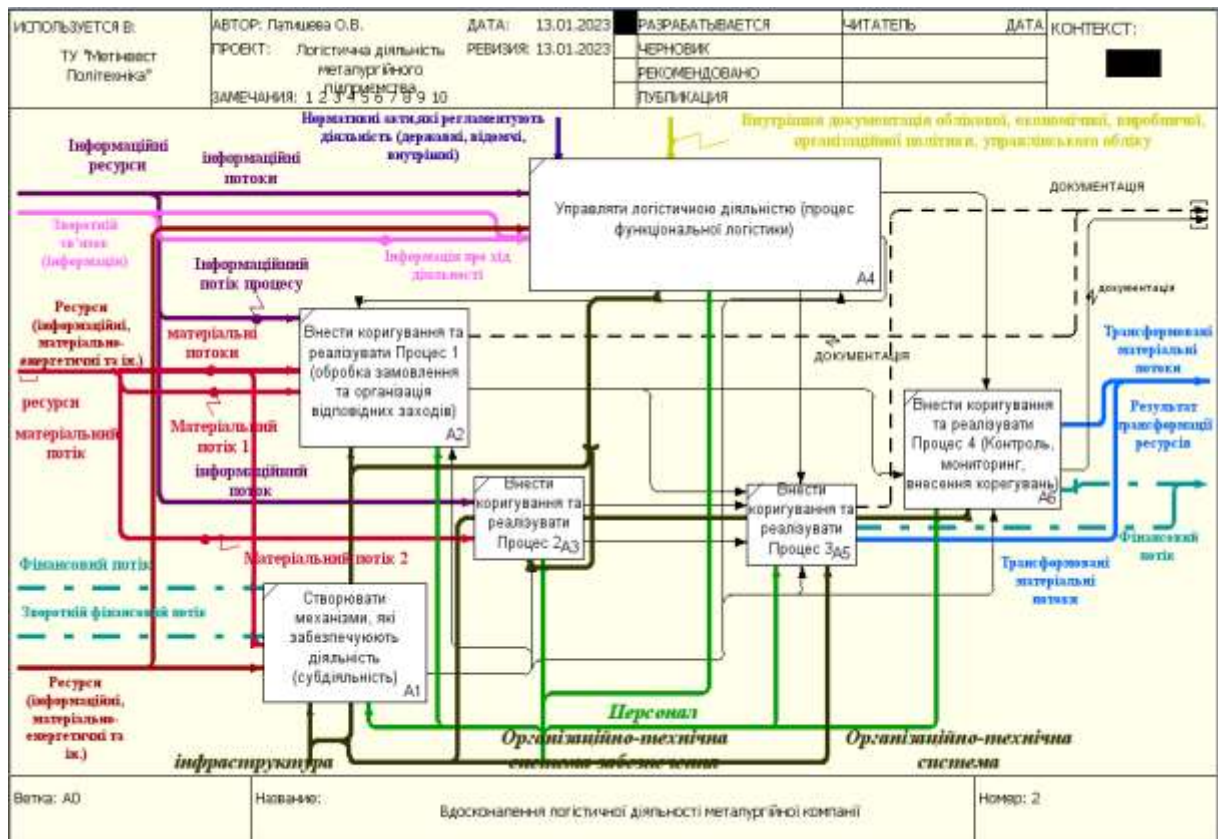 ИСПОЛЬЗУЕТСЯ В:
ТУ "Метінвест
Політехніка"
АВТОР: Латишева О.В.
ДАТА: 13.01.2023
ПРОЕКТ: Логістична діяльність
металургійного
підприємства
РЕВИЗИЯ: 13.01.2023
ЗАМЕЧАНИЯ: 1 2 3 4 5 6 7 8 9 10
РАЗРАБАТЫВАЕТСЯ
ЧЕРНОВИК
РЕКОМЕНДОВАНО
ПУБЛИКАЦИЯ
ЧИТАТЕЛЬ
ДАТА
КОНТЕКСТ:
Нормативні акти,які регламентують
діяльність (державні, відомчі,
внутрішні)
Внутрішня документація облікової, економічної, виробничої,
організаційної політики, управлінського обліку
Інформаційні
ресурси
інформаційні
потоки
Управляти логістичною діяльністю (процес
функціональної логістики)
A4
ДОКУМЕНТАЦІЯ
Зворотній
зв'язок
(інформація)
Інформація про хід
діяльності
Інформаційний
потік процесу
документація
Ресурси
(інформаційні,
матеріально-
енергетичні та ін.)
матеріальні
потоки
Внести коригування та
реалізувати Процес 1
(обробка замовлення
та організація
відповідних заходів)
A2
ДОКУМЕНТАЦІЯ
Трансформовані
матеріальні
потоки
ресурси
матеріальний
потік
Матеріальний
потік 1
Внести коригування
та реалізувати
Процес 4 (Контроль,
мониторинг,
внесення корегувань)
A6
Результат
трансформації
ресурсів
інформаційний
поток
Внести
коригування та
реалізувати
Процес 2
A3
Внести
коригування та
реалізувати
Процес 3
A5
Матеріальний потік 2
Фінансовий
потік
Трансформовані
матеріальні
потоки
Фінансовий потік
Зворотній фінансовий потік
Створювати
механізми, які
забезпечуюють
діяльність
(субдіяльність)
A1
Ресурси
(інформаційні,
матеріально-
енергетичні та
ін.)
Персонал
інфраструктура
Організаційно-технічна
система забезпечення
Організаційно-технічна
система
Ветка: A0
Название:
Вдосконалення логістичної діяльності металургійної компанії
Номер: 2